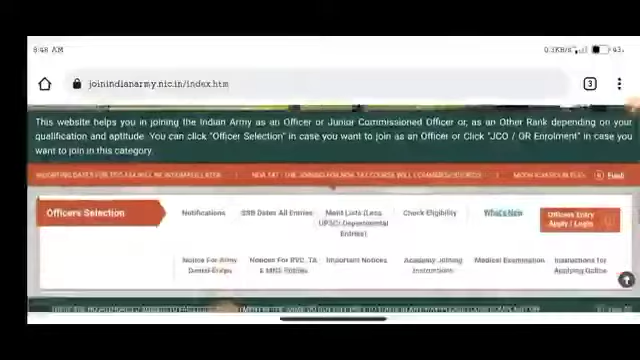 8:48 AM
joinindianarmy.nic.in/index.htm
3
This website helps you in joining the Indian Army as an Officer or Junior Commissioned Officer or, as an Other Rank depending on your
qualification and aptitude. You can click "Officer Selection" in case you want to join as an Officer or Click "JCO / OR Enrolment" in case you
want to join in this category.
Officers Selection
Notifications
SSB Dates All Entries
Merit Lists (Less
UPSC/ Departmental
Entries)
Check Eligibility
What's New
Officers Entry
Apply / Login
Notice For Army
Dental Corps
Notices For RVC, TA
& MNS Entries
Important Notices
Academy Joining
Instructions
Medical Examination
Instructions for
Applying Online